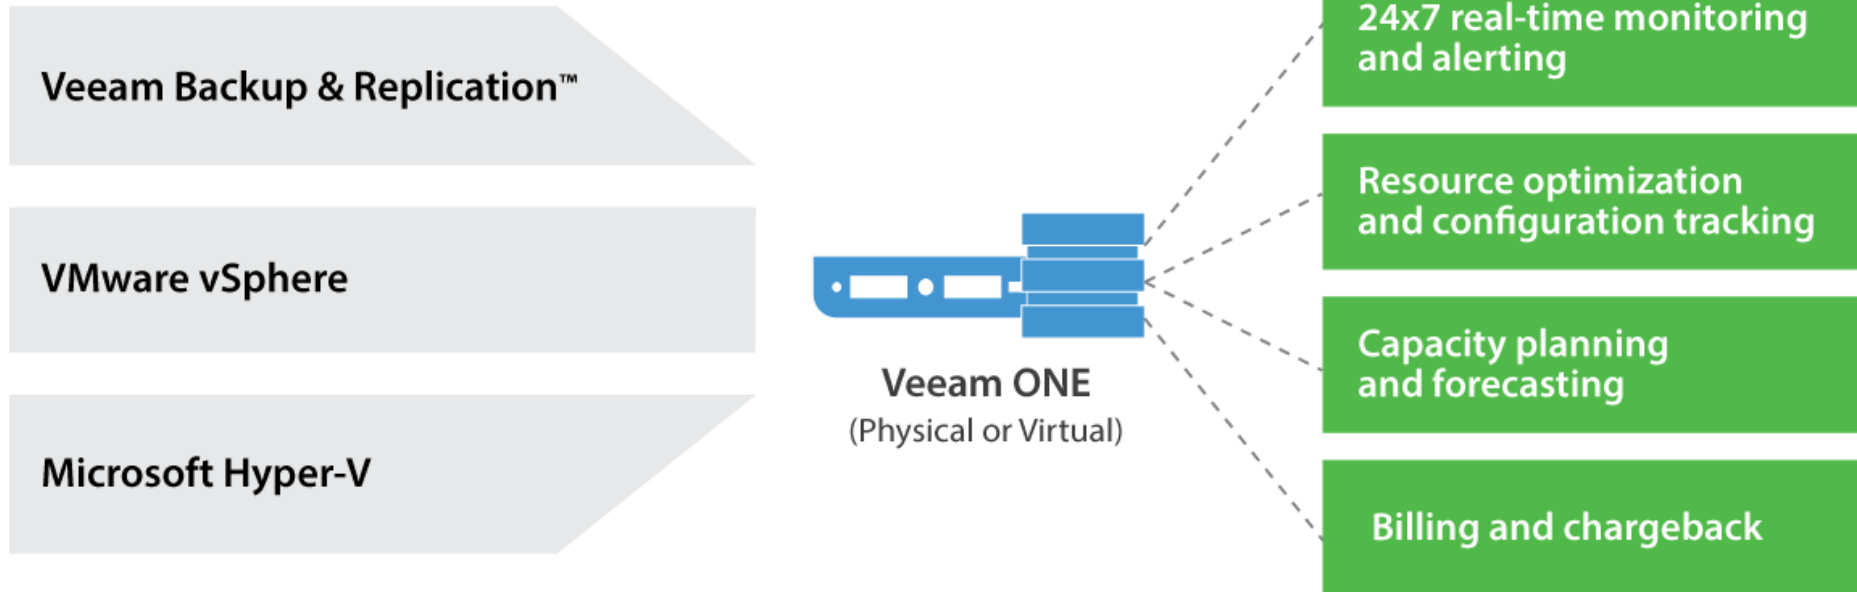 Veeam Backup & Replication™
VMware vSphere
Microsoft Hyper-V
Veeam ONE
(Physical or Virtual)
24x7 real-time monitoring
and alerting
Resource optimization
and configuration tracking
Capacity planning
and forecasting
Billing and chargeback